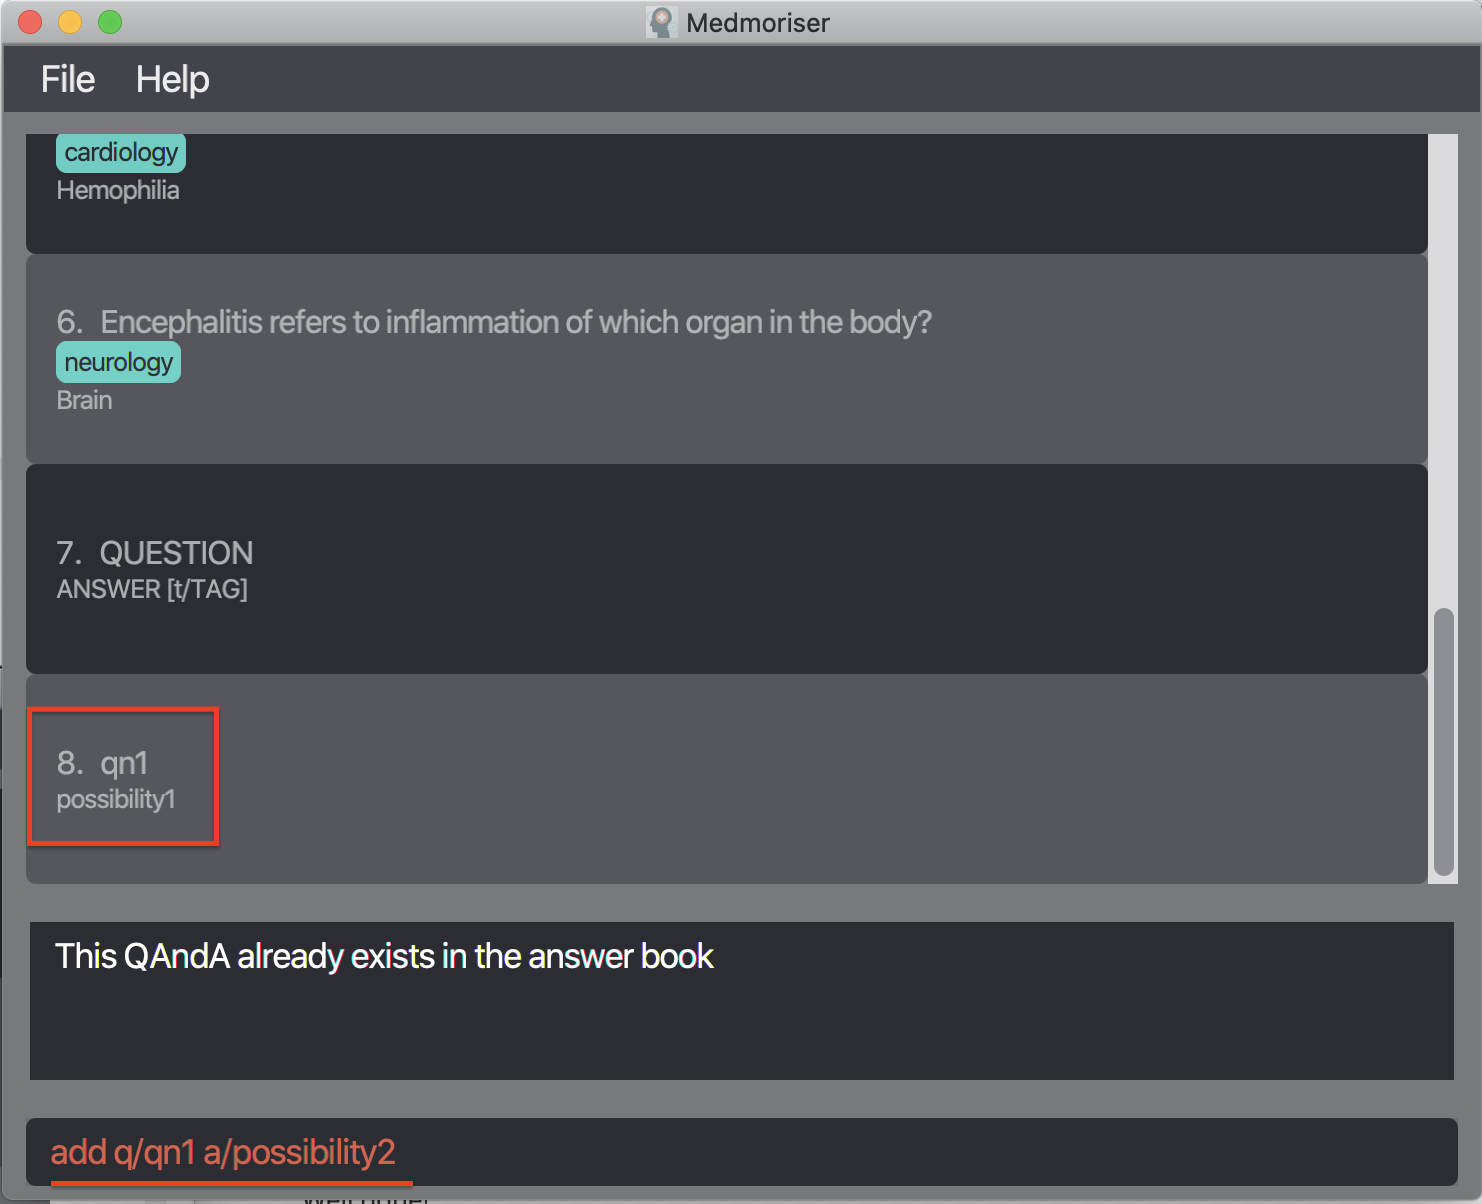 Medmoriser
File Help
cardiology
Hemophilia
6. Encephalitis refers to inflammation of which organ in the body?
neurology
Brain
7. QUESTION
ANSWER [t/TAG]
8. qn1
possibility1
This QAndA already exists in the answer book
add q/qn1 a/possibility2